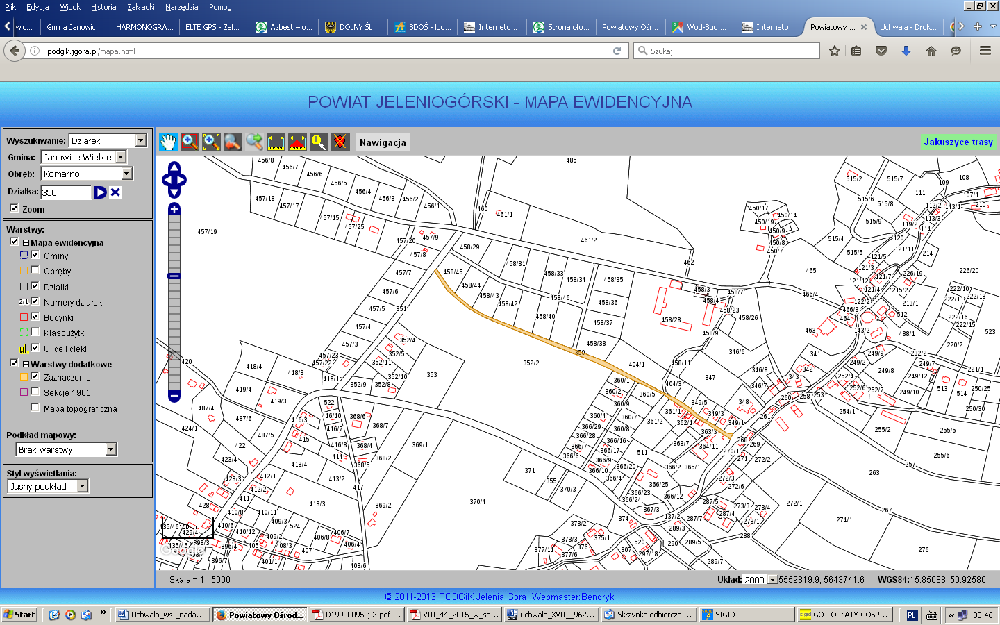 Plik Edycja Widok Historia Zakładki Narzędzia Pomoc
Gmina Janowic... HARMONOGRA... ELTE GPS - Zal... Azbest – o... DOLNY ŚL... BDOŚ - log... Interneto... Strona głó... Powiatowy Ośr... Wod-Bud ... Interneto... Powiatowy ... Uchwala - Druk...
podgik.jgora.pl/mapa.html Szukaj
POWIAT JELENIOGÓRSKI - MAPA EWIDENCYJNA
Wyszukiwanie: Działek
Gmina: Janowice Wielkie
Obręb: Komarno
Działka: 350
Zoom
Warstwy:
Mapa ewidencyjna
Gminy
Obręby
Działki
2/1 Numery działek
Budynki
Klasoużytki
ul. Ulice i cieki
Warstwy dodatkowe
Zaznaczenie
Sekcje 1965
Mapa topograficzna
Podkład mapowy:
Brak warstwy
Styl wyświetlania:
Jasny podkład
Nawigacja
Jakuszyce trasy
456/8 456/7 456/6 456/5 456/4 456/3 456/2 456/1 485
457/18 457/17 457/15 457/25 457/19 457/20 457/9 457/8
460 461/1 461/2 462
458/29 458/31 458/33 458/34 458/35
458/45 458/44 458/43 458/42 458/46 458/40 458/36 458/37 458/38
457/7 457/6 457/5 351 457/4 457/3 457/23 457/22
458/3 458/4 458/7 458/23 458/26 458/28 458/9 458/11
450/17 450/14 450/19 450/9 450/8 450/7
465 466/4 466/3 464 463
515/2 515/7 515/6 515/8 515/9 515/4 515/5
109 108 111 107/1 112/2 143/1 210 113/3 119/2 114 120
121/11 121/5 121/3 121/7 121/12 121/4 122/2 214 226/19 226/20 215/2 213/1 512
222/10 222/13 222/11 222/16 222/15 523 220/2 488/1 143/2
232/2 221/1 249/2 249/9 249/7 249/12 249/10 513 514 250/25 250/30
252/4 252/6 252/7 253 258 260 261 254/1 255/2 255/5 255/6 257 263
341 342 343 346/6 346/8 346/7 347 348 349/5 349/3 349/1
350 352/2 404/1 404/3 353
352/4 352/5 352/11 352/10 352/9 352/8
420 418/4 418/3 418/1 419/4 419/3 487/4 487/6 487/5 424/1
422 423/4 423/3 416/3 415 522 416/10 416/7 416/8 414
368/6 368/7 368/4 368/2 368/5 369/1 369/2
413/4 413/2 413/3 412/1 412/2 411 417 428
410/8 410/11 410/6 410/12 409/3 409/2 524 408/3 407 405 406/8 406/7 406/4 403/6 401/1
429/4 398/3 396/4 396/7
360/1 360/2 360/5 360/9 360/4 360/7 360/8 361/1 361/2 362/1 363/3 363/7 364/11 365/1
366/29 366/28 366/7 366/6 366/16 366/17 366/9 366/10 366/20 366/4 366/2 366/25 366/23 366/24 366/12 367/3 511
371 355 370/3 370/4 374 137/2
373/2 373/3 375/1 376 377/11 377/6 307 520 297/18
268 269 270/1 271 272/2 272/3 272/6 272/1 273/3 273/4 273/1 274/1 267 276
287/5 287/4 287/7 288 289/3 289/5 289/7 290
Skala = 1 : 5000 Układ: 2000 5559819.9, 5643741.6 WGS84: 15.85088, 50.92580
© 2011-2013 PODGiK Jelenia Góra, Webmaster:Bendryk
Start Uchwala_ws._nada... Powiatowy Ośrod... D19900095Lj-2.pdf ... VIII_44_2015_w_sp... uchwala_XVII__962... Skrzynka odbiorcza ... SIGID GO - OPŁATY-GOSP... PL 08:46